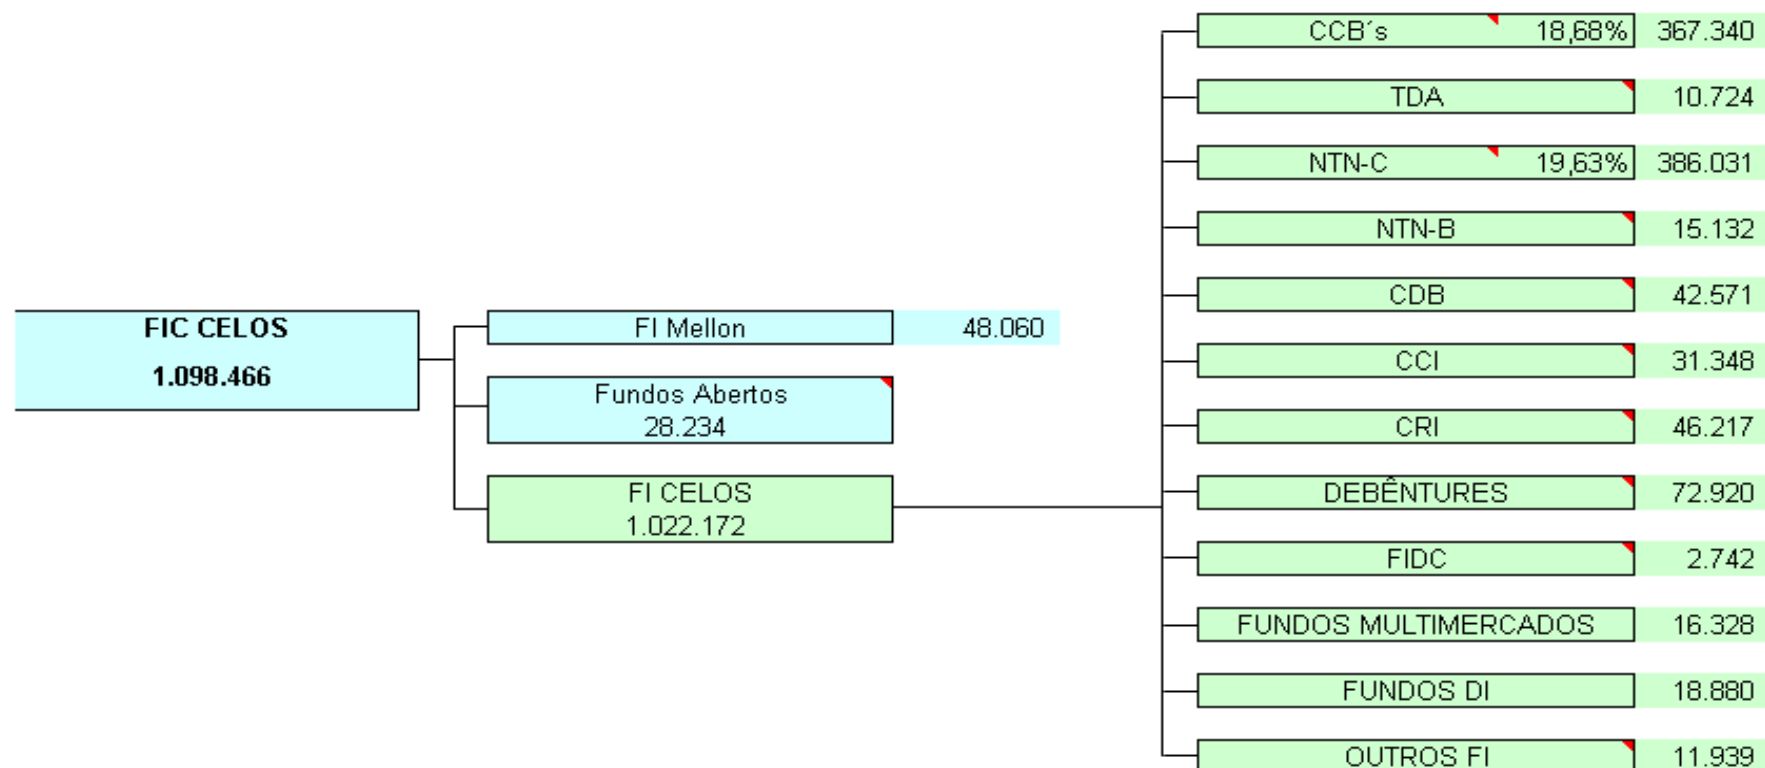 FIC CELOS
1.098.466
FI Mellon 48.060
Fundos Abertos
28.234
FI CELOS
1.022.172
CCB´s 18,68% 367.340
TDA 10.724
NTN-C 19,63% 386.031
NTN-B 15.132
CDB 42.571
CCI 31.348
CRI 46.217
DEBÊNTURES 72.920
FIDC 2.742
FUNDOS MULTIMERCADOS 16.328
FUNDOS DI 18.880
OUTROS FI 11.939